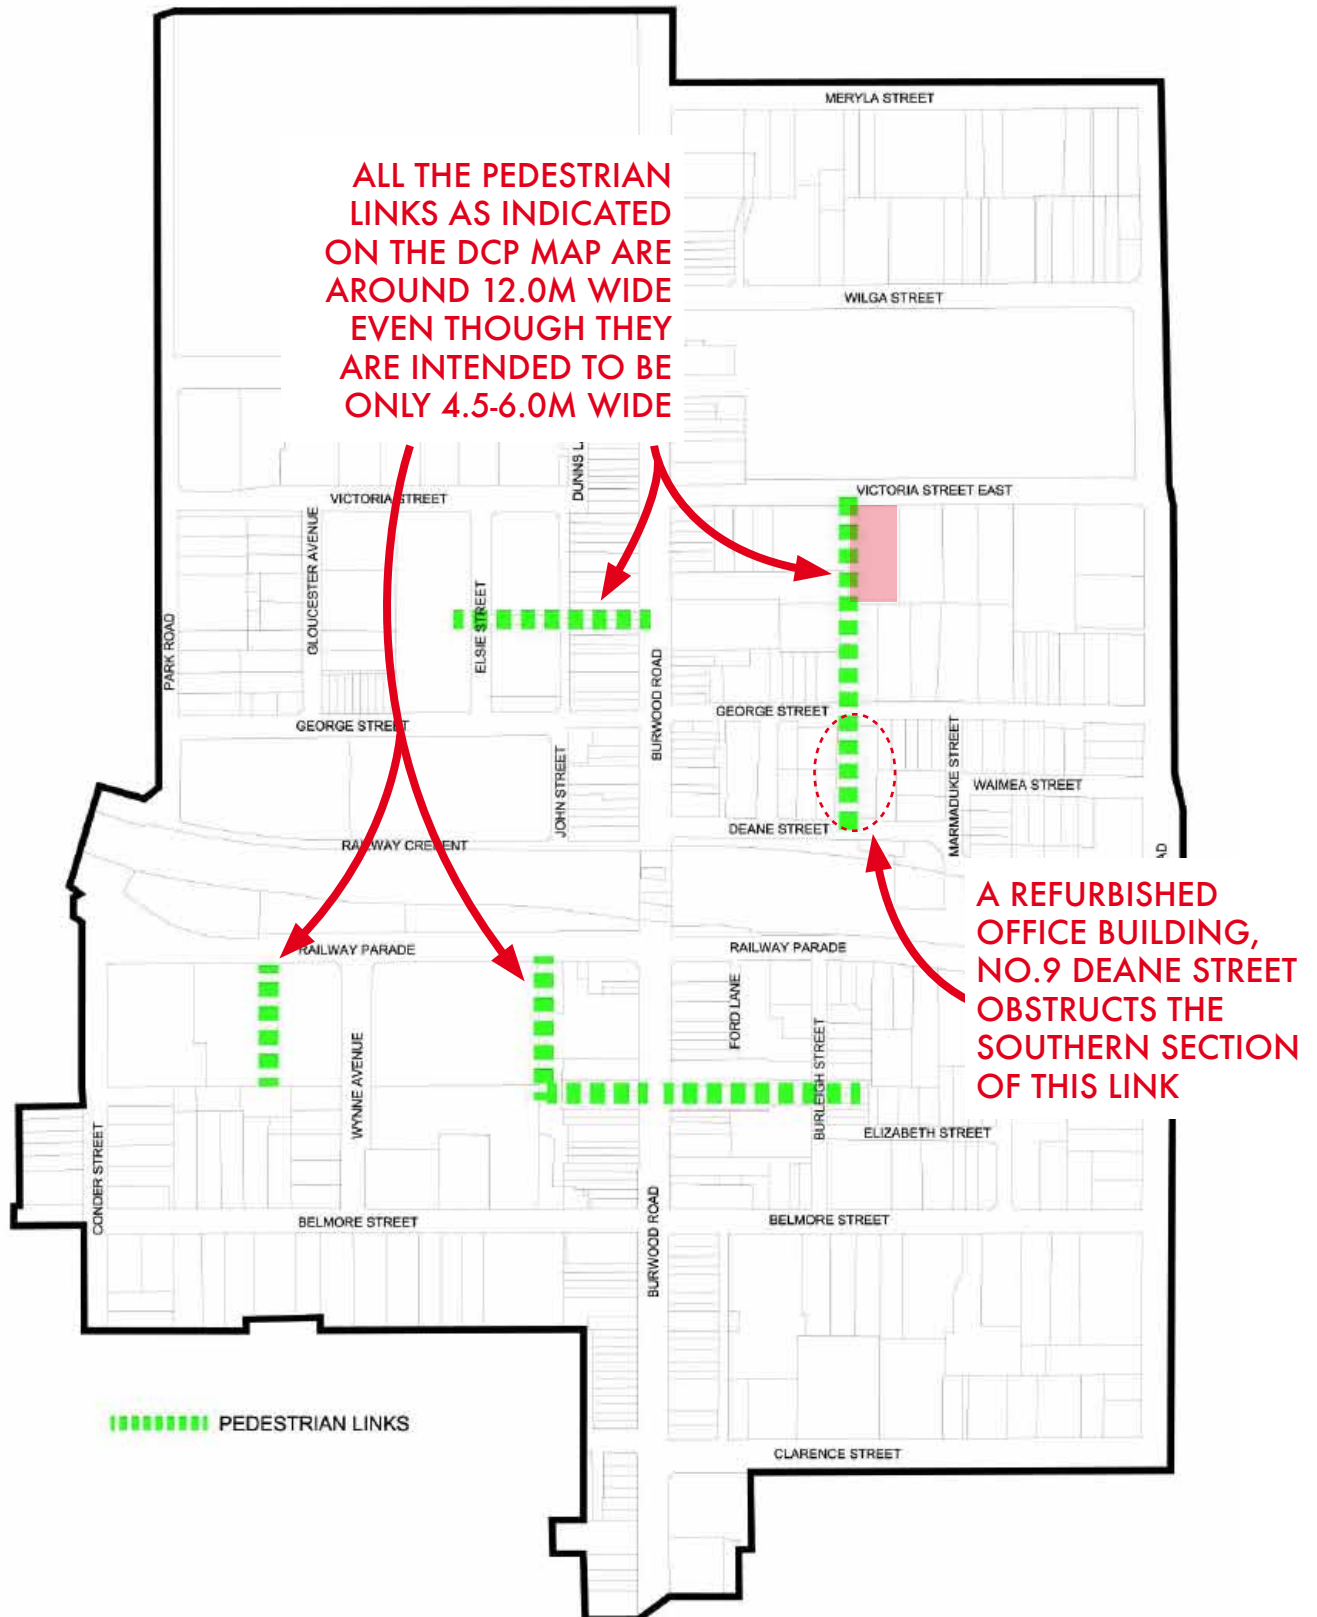 MERYLA STREET
ALL THE PEDESTRIAN
LINKS AS INDICATED
ON THE DCP MAP ARE
AROUND 12.0M WIDE
EVEN THOUGH THEY
ARE INTENDED TO BE
ONLY 4.5-6.0M WIDE
WILGA STREET
DUNNS L
VICTORIA STREET
VICTORIA STREET EAST
GLOUCESTER AVENUE
ELSIE STREET
PARK ROAD
BURWOOD ROAD
GEORGE STREET
GEORGE STREET
MARMADUKE STREET
JOHN STREET
WAIMEA STREET
DEANE STREET
RAILWAY CRECENT
AD
A REFURBISHED
OFFICE BUILDING,
NO.9 DEANE STREET
OBSTRUCTS THE
SOUTHERN SECTION
OF THIS LINK
RAILWAY PARADE
RAILWAY PARADE
FORD LANE
WYNNE AVENUE
BURLEIGH STREET
ELIZABETH STREET
CONDER STREET
BELMORE STREET
BELMORE STREET
BURWOOD ROAD
PEDESTRIAN LINKS
CLARENCE STREET